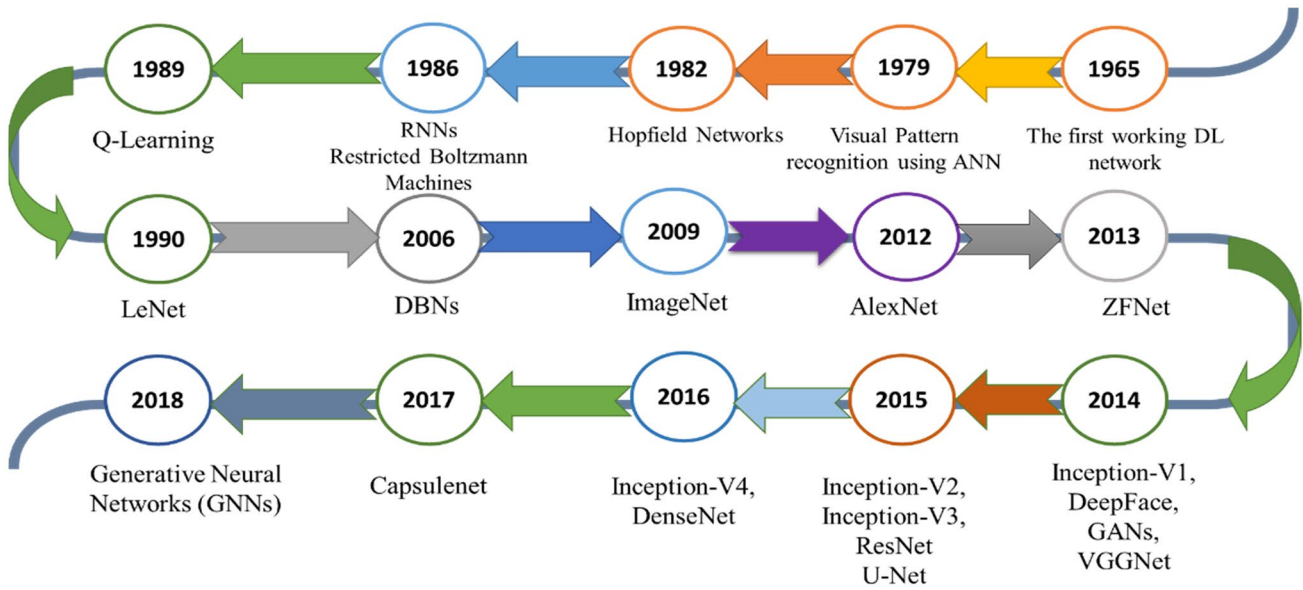 1989
1986
1982
1979
1965
Q-Learning
RNNs
Restricted Boltzmann
Machines
Hopfield Networks
Visual Pattern
recognition using ANN
The first working DL
network
1990
2006
2009
2012
2013
LeNet
DBNs
ImageNet
AlexNet
ZFNet
2018
2017
2016
2015
2014
Generative Neural
Networks (GNNs)
Capsulenet
Inception-V4,
DenseNet
Inception-V2,
Inception-V3,
ResNet
U-Net
Inception-V1,
DeepFace,
GANs,
VGGNet